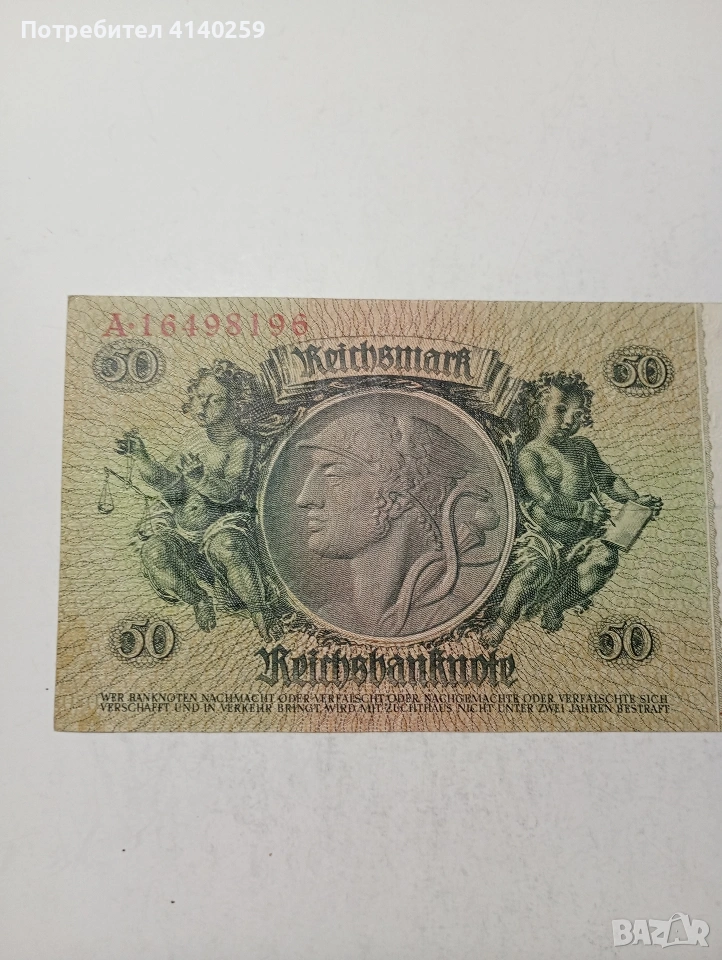 Потребител 4140259
A·16498196
Reichsmark
50 50
50 50
Reichsbanknote
WER BANKNOTEN NACHMACHT ODER VERFÄLSCHT ODER NACHGEMACHTE ODER VERFÄLSCHTE SICH
VERSCHAFFT UND IN VERKEHR BRINGT, WIRD MIT ZUCHTHAUS NICHT UNTER ZWEI JAHREN BESTRAFT
BAZAR